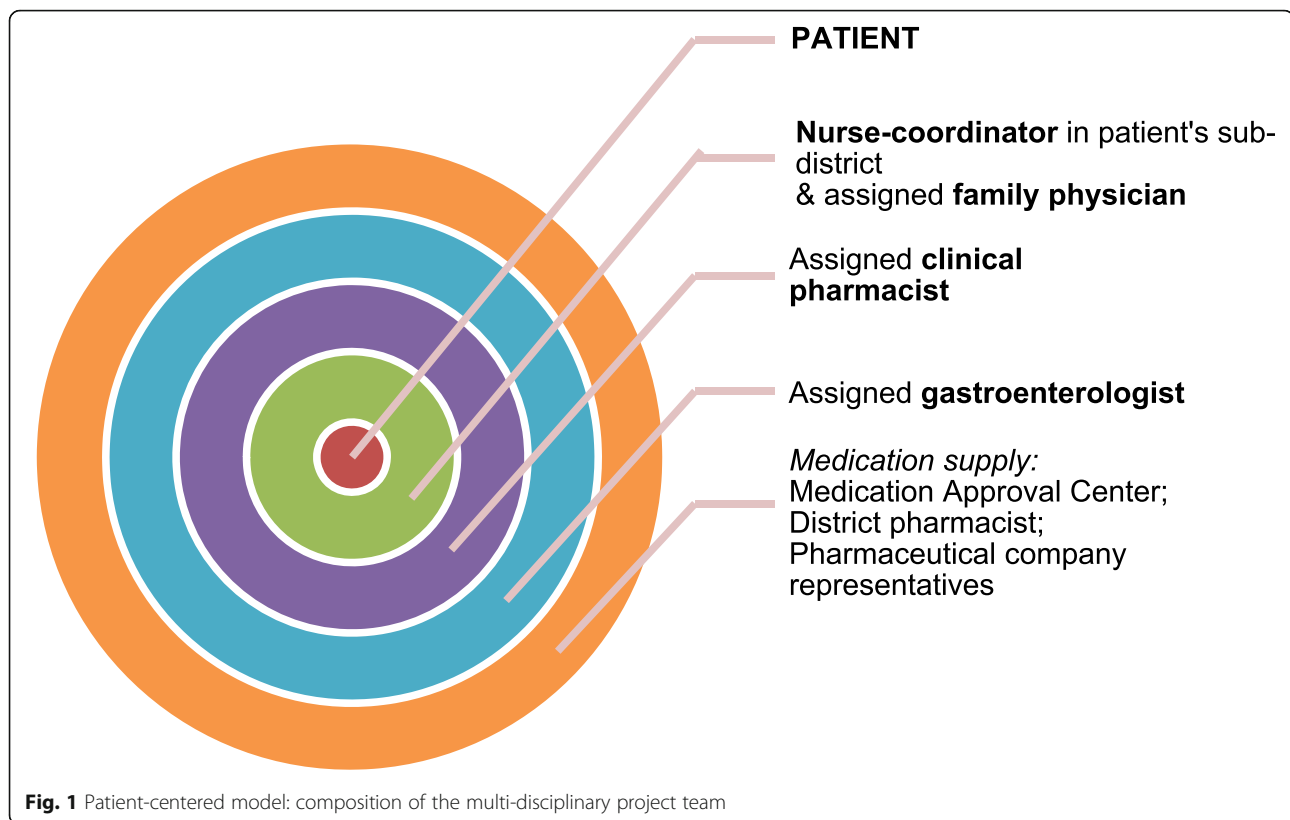 PATIENT
Nurse-coordinator in patient's sub-
district
& assigned family physician
Assigned clinical
pharmacist
Assigned gastroenterologist
Medication supply:
Medication Approval Center;
District pharmacist;
Pharmaceutical company
representatives
Fig. 1 Patient-centered model: composition of the multi-disciplinary project team